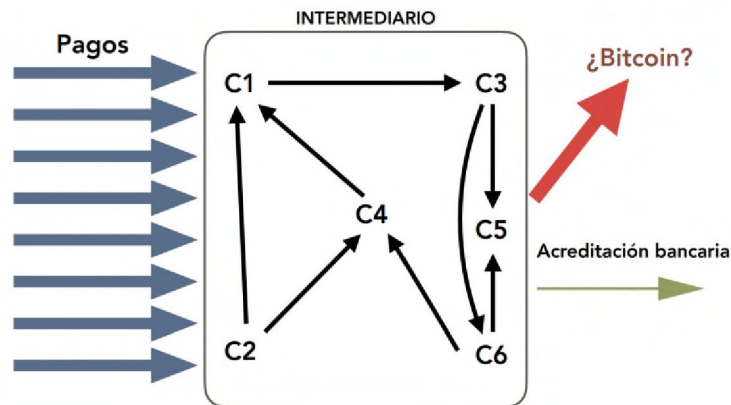 INTERMEDIARIO
Pagos
¿Bitcoin?
C1
C3
C4
C5
Acreditación bancaria
C2
C6